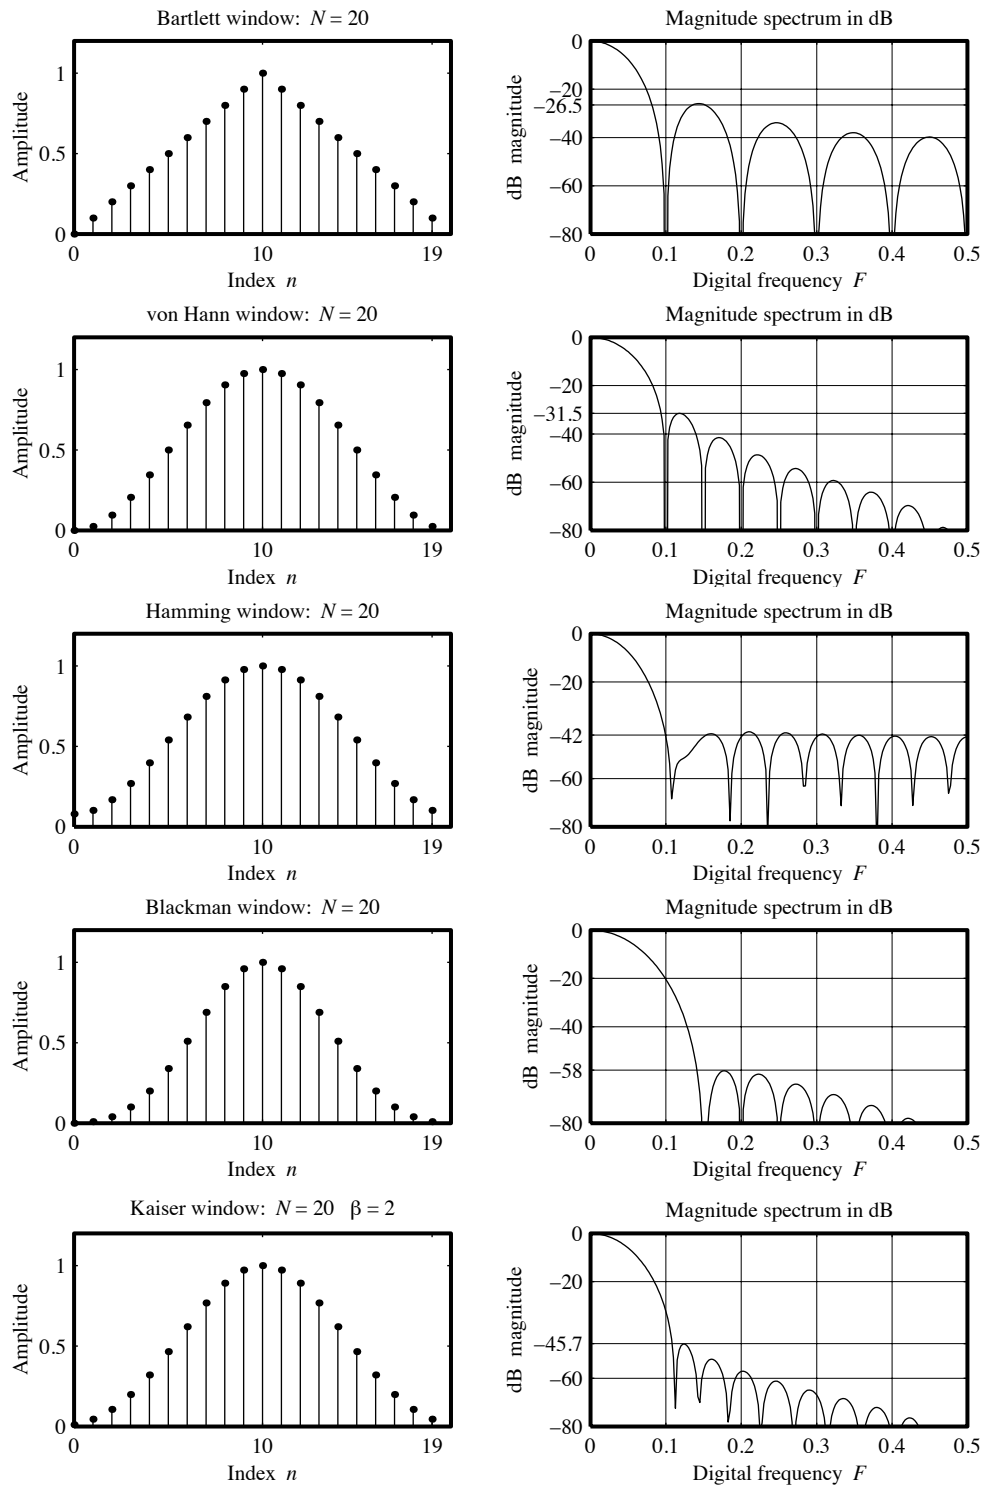 Bartlett window: N = 20
Amplitude
1
0.5
0
0 10 19
Index n
Magnitude spectrum in dB
dB magnitude
0
−20
−26.5
−40
−60
−80
0 0.1 0.2 0.3 0.4 0.5
Digital frequency F
von Hann window: N = 20
Amplitude
1
0.5
0
0 10 19
Index n
Magnitude spectrum in dB
dB magnitude
0
−20
−31.5
−40
−60
−80
0 0.1 0.2 0.3 0.4 0.5
Digital frequency F
Hamming window: N = 20
Amplitude
1
0.5
0
0 10 19
Index n
Magnitude spectrum in dB
dB magnitude
0
−20
−42
−60
−80
0 0.1 0.2 0.3 0.4 0.5
Digital frequency F
Blackman window: N = 20
Amplitude
1
0.5
0
0 10 19
Index n
Magnitude spectrum in dB
dB magnitude
0
−20
−40
−58
−80
0 0.1 0.2 0.3 0.4 0.5
Digital frequency F
Kaiser window: N = 20 β = 2
Amplitude
1
0.5
0
0 10 19
Index n
Magnitude spectrum in dB
dB magnitude
0
−20
−45.7
−60
−80
0 0.1 0.2 0.3 0.4 0.5
Digital frequency F